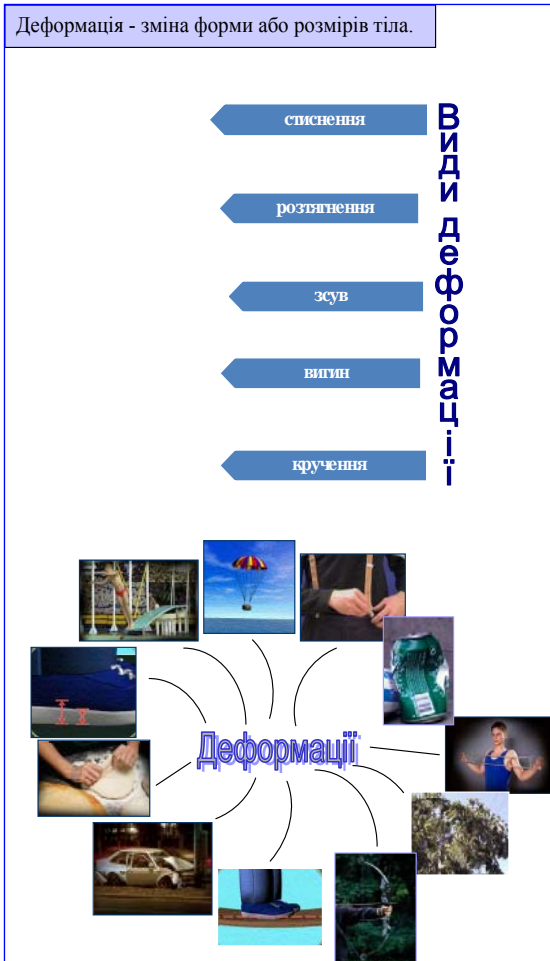 Деформація - зміна форми або розмірів тіла.
стиснення
розтягнення
зсув
вигин
кручення
Види деформації
Деформації